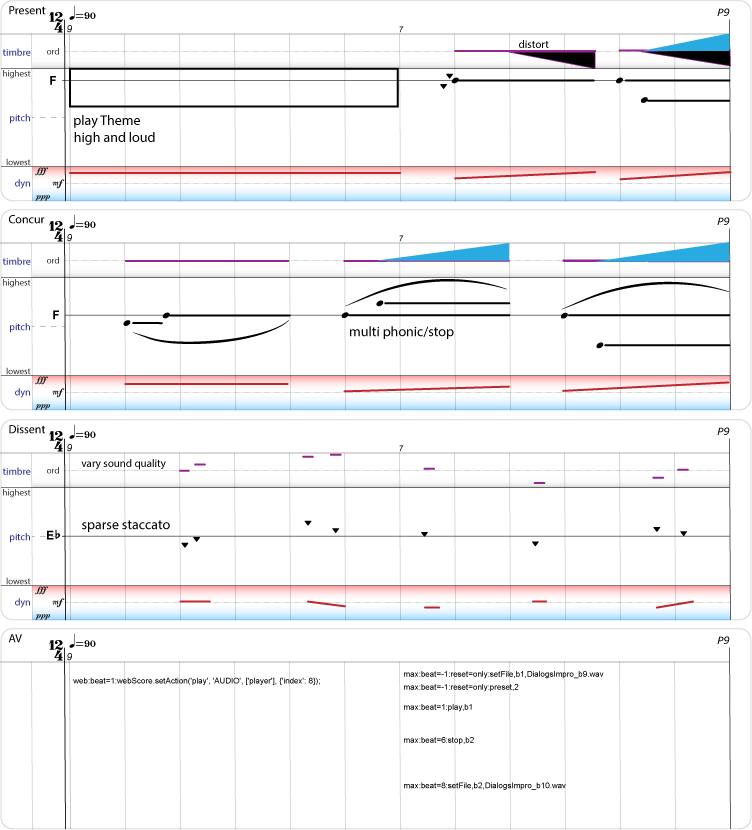 Present
P9
12
4
♩=90
9
7
timbre
ord
distort
highest
F
pitch
play Theme
high and loud
lowest
fff
dyn
mf
ppp
Concur
P9
12
4
♩=90
9
7
timbre
ord
highest
F
pitch
multi phonic/stop
lowest
fff
dyn
mf
ppp
Dissent
P9
12
4
♩=90
9
7
timbre
ord
vary sound quality
highest
sparse staccato
pitch
E♭
lowest
fff
dyn
mf
ppp
AV
P9
12
4
♩=90
9
web:beat=1:webScore.setAction('play', 'AUDIO', ['player'], {'index': 8});
max:beat=-1:reset=only:setFile,b1,DialogsImpro_b9.wav
max:beat=-1:reset=only:preset,2
max:beat=1:play,b1
max:beat=6:stop,b2
max:beat=8:setFile,b2,DialogsImpro_b10.wav